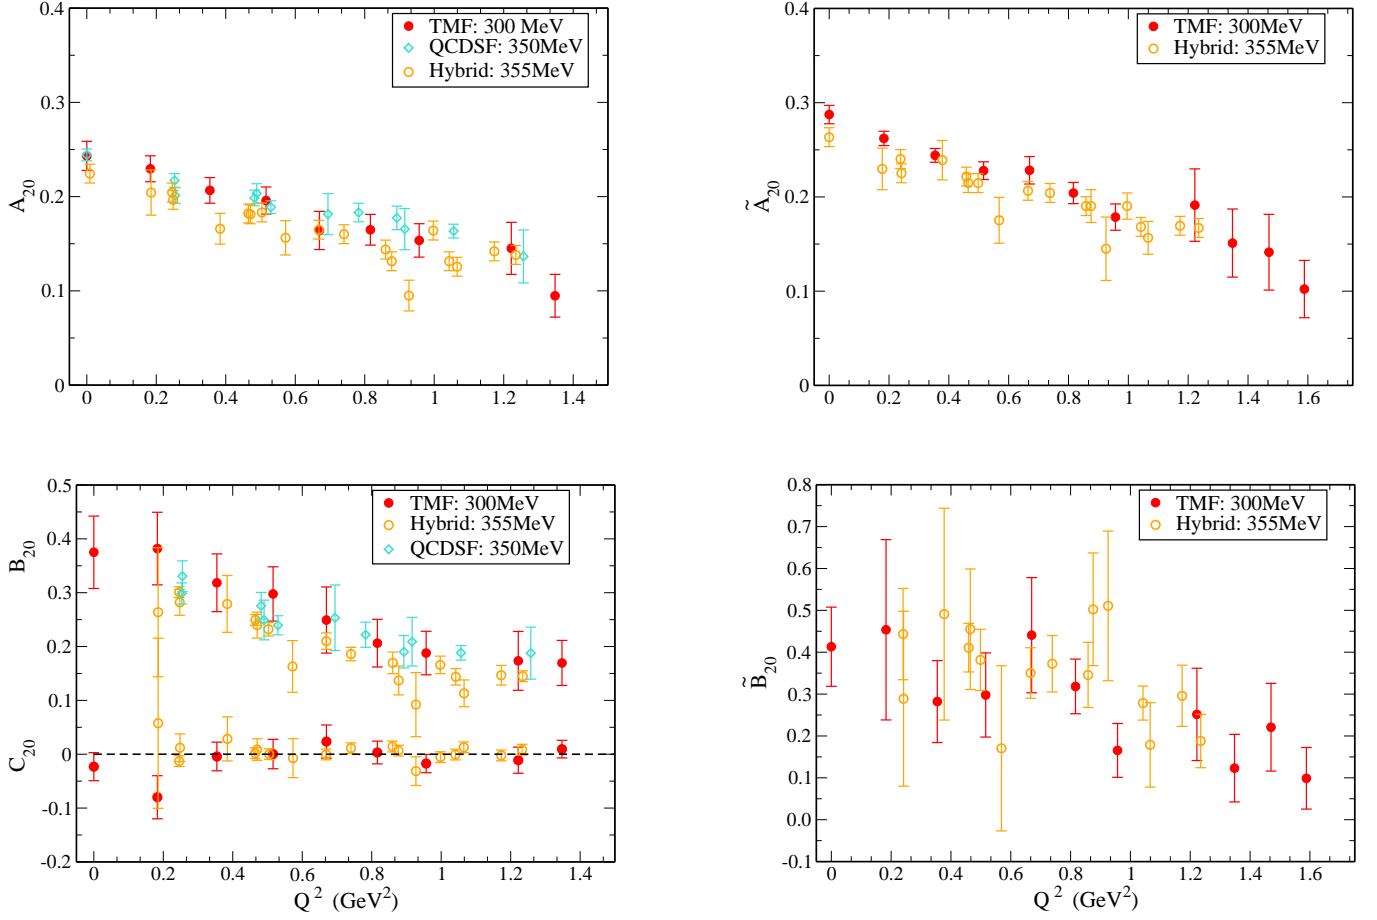 0.4
0.3
0.2
0.1
0
A₂₀
TMF: 300 MeV
QCDSF: 350MeV
Hybrid: 355MeV
0 0.2 0.4 0.6 0.8 1 1.2 1.4
0.4
0.3
0.2
0.1
0
Ã₂₀
TMF: 300MeV
Hybrid: 355MeV
0 0.2 0.4 0.6 0.8 1 1.2 1.4 1.6
0.5
0.4
0.3
0.2
0.1
0
-0.1
-0.2
B₂₀
C₂₀
TMF: 300MeV
Hybrid: 355MeV
QCDSF: 350MeV
0 0.2 0.4 0.6 0.8 1 1.2 1.4
Q² (GeV²)
0.8
0.7
0.6
0.5
0.4
0.3
0.2
0.1
0.0
-0.1
B̃₂₀
TMF: 300MeV
Hybrid: 355MeV
0 0.2 0.4 0.6 0.8 1 1.2 1.4 1.6
Q² (GeV²)